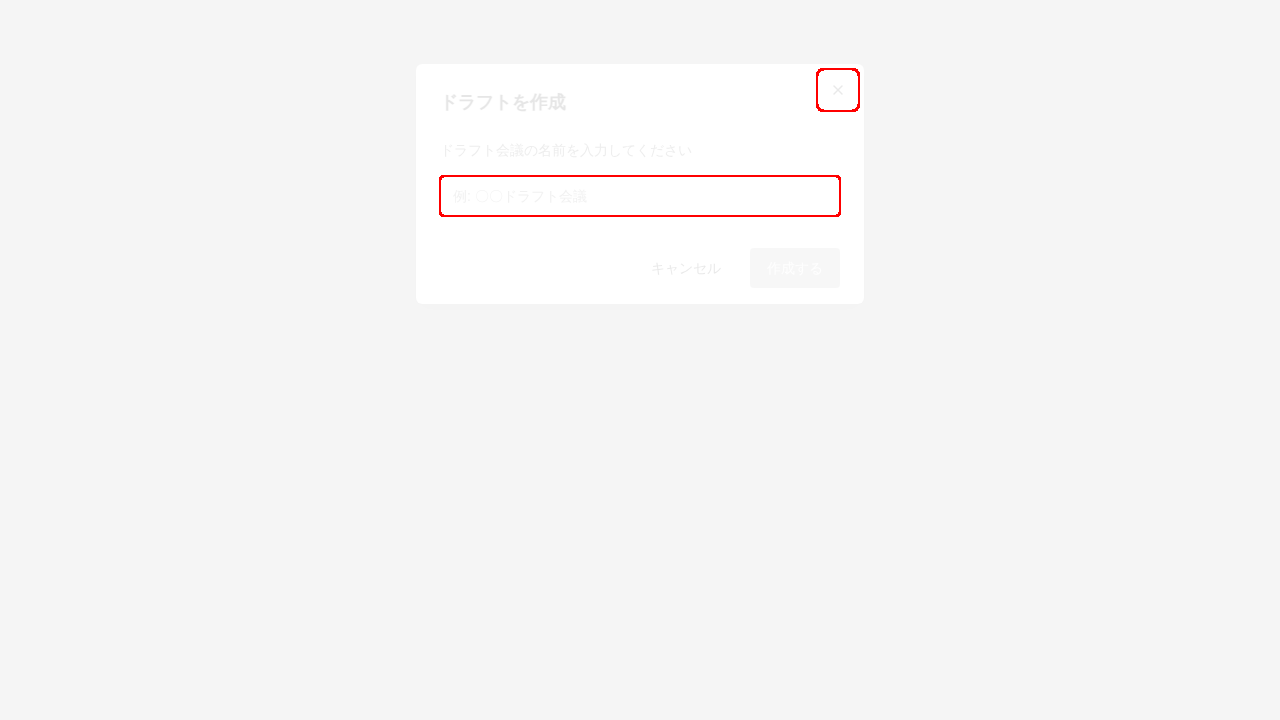 ドラフトを作成
ドラフト会議の名前を入力してください
例: 〇〇ドラフト会議
キャンセル
作成する